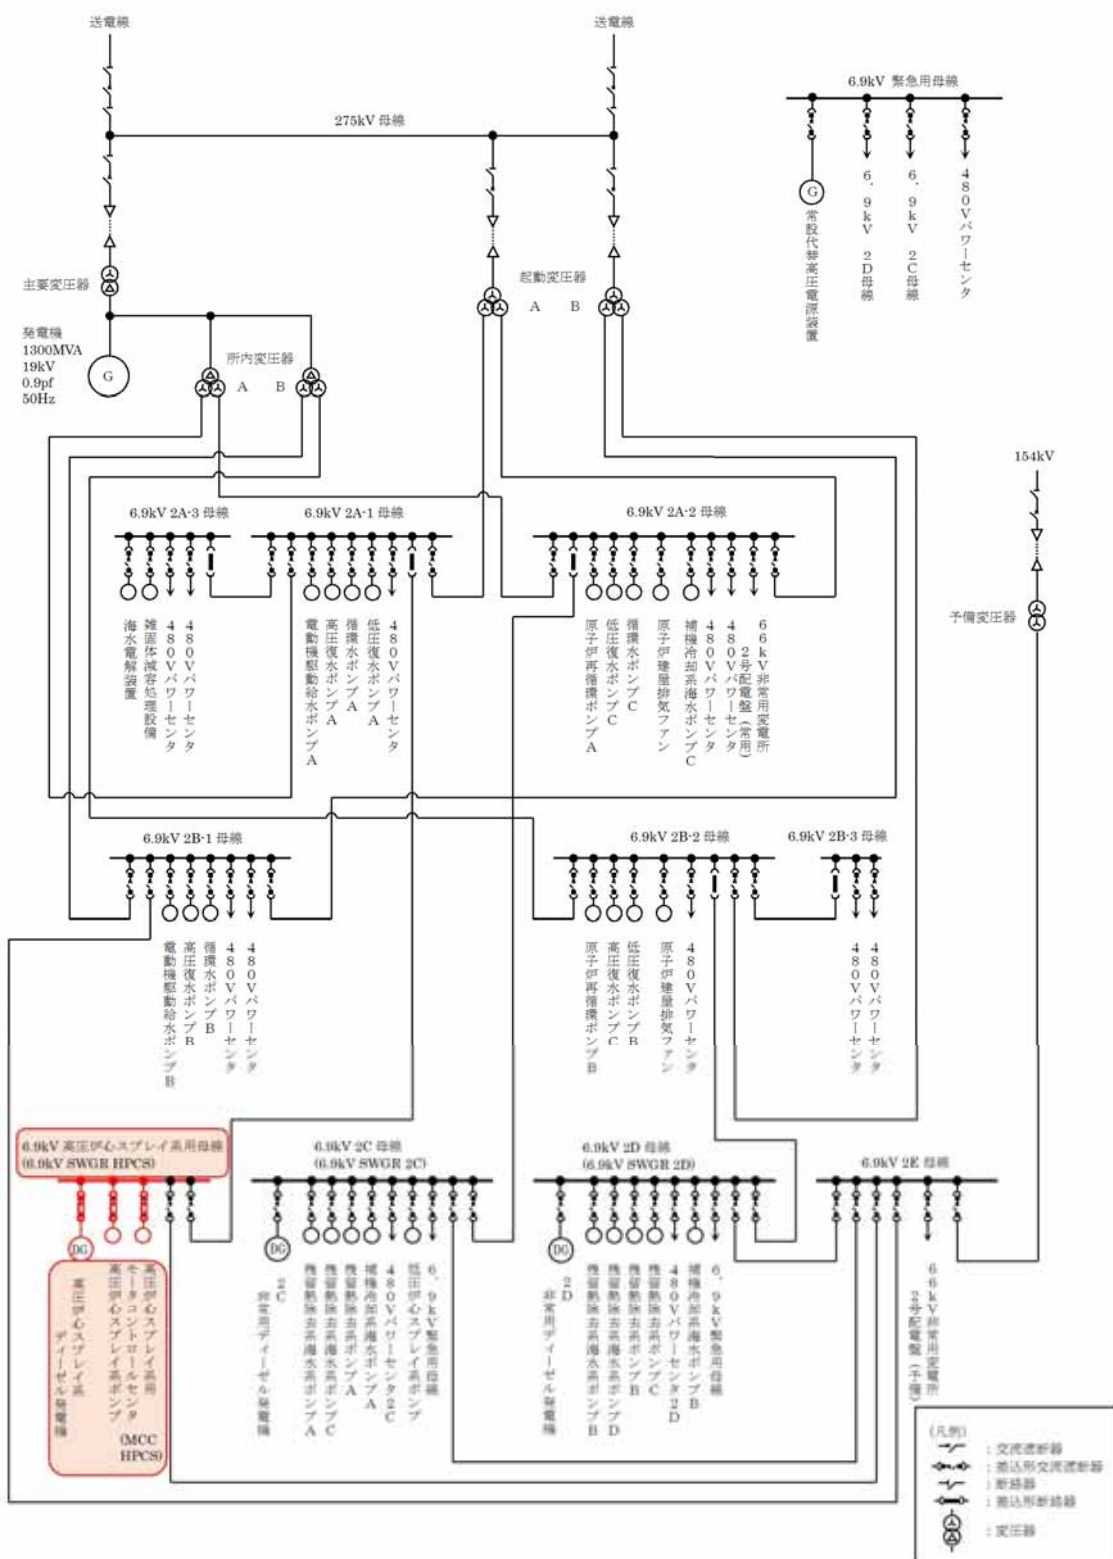 送電線
送電線
6.9kV 緊急用母線
275kV 母線
G
常設代替高圧電源装置
6.9kV 2D母線
6.9kV 2C母線
480Vパワーセンタ
主要変圧器
起動変圧器
A
B
発電機
1300MVA
19kV
0.9pf
50Hz
G
所内変圧器
A
B
154kV
予備変圧器
6.9kV 2A-3 母線
海水電解装置
雑固体減容処理設備
480Vパワーセンタ
480Vパワーセンタ
6.9kV 2A-1 母線
電動機駆動給水ポンプA
高圧復水ポンプA
循環水ポンプA
低圧復水ポンプA
480Vパワーセンタ
6.9kV 2A-2 母線
原子炉再循環ポンプA
低圧復水ポンプC
循環水ポンプC
原子炉建屋排気ファン
補機冷却系海水ポンプC
480Vパワーセンタ
480Vパワーセンタ
66kV非常用変電所
2号配電盤(常用)
6.9kV 2B-1 母線
電動機駆動給水ポンプB
高圧復水ポンプB
循環水ポンプB
480Vパワーセンタ
480Vパワーセンタ
6.9kV 2B-2 母線
原子炉再循環ポンプB
高圧復水ポンプC
低圧復水ポンプB
原子炉建屋排気ファン
480Vパワーセンタ
6.9kV 2B-3 母線
480Vパワーセンタ
480Vパワーセンタ
6.9kV 高圧炉心スプレイ系用母線
(6.9kV SWGR HPCS)
DG
高圧炉心スプレイ系
ディーゼル発電機
高圧炉心スプレイ系ポンプ
高圧炉心スプレイ系用
モータコントロールセンタ
(MCC
HPCS)
6.9kV 2C 母線
(6.9kV SWGR 2C)
DG
2C
非常用ディーゼル発電機
残留熱除去系海水系ポンプA
残留熱除去系海水系ポンプC
残留熱除去系ポンプA
補機冷却系海水ポンプA
480Vパワーセンタ2C
低圧炉心スプレイ系ポンプ
6.9kV緊急用母線
6.9kV 2D 母線
(6.9kV SWGR 2D)
DG
2D
非常用ディーゼル発電機
残留熱除去系海水系ポンプB
残留熱除去系海水系ポンプD
残留熱除去系ポンプB
残留熱除去系ポンプC
480Vパワーセンタ2D
補機冷却系海水ポンプB
6.9kV緊急用母線
6.9kV 2E 母線
66kV非常用変電所
2号配電盤(予備)
(凡例)
:交流遮断器
:差込形交流遮断器
:断路器
:差込形断路器
:変圧器